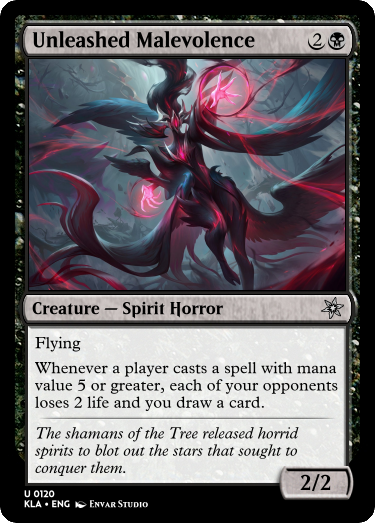 Unleashed Malevolence 2
Creature — Spirit Horror
Flying
Whenever a player casts a spell with mana
value 5 or greater, each of your opponents
loses 2 life and you draw a card.
The shamans of the Tree released horrid
spirits to blot out the stars that sought to
conquer them.
2/2
U 0120
KLA • ENG Envar Studio